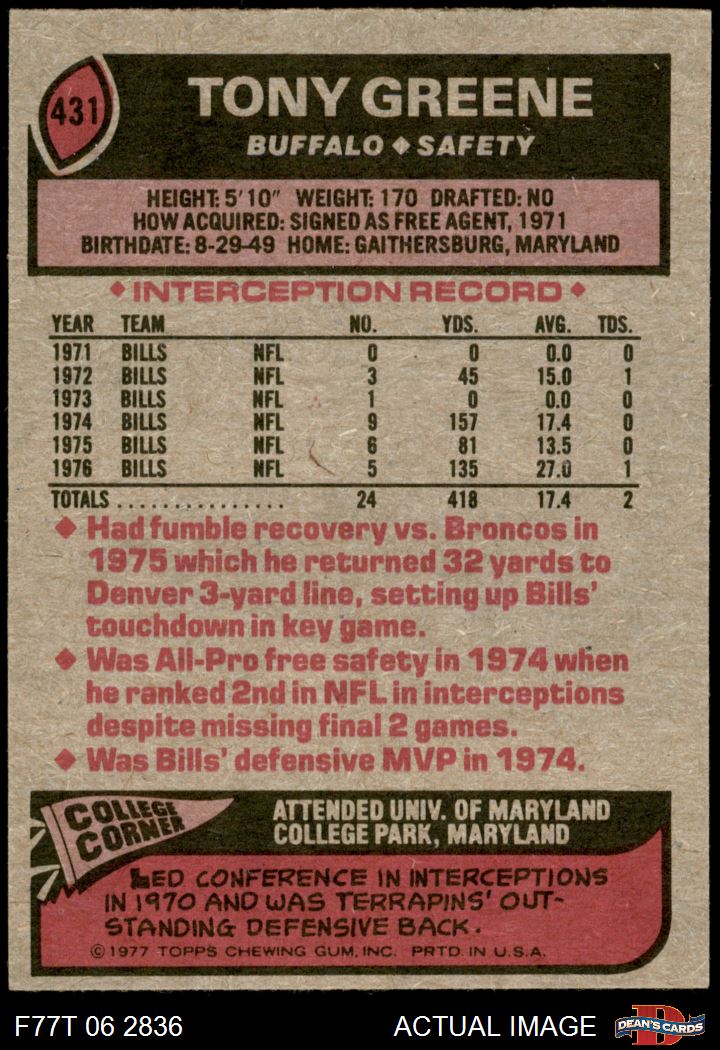 431
TONY GREENE
BUFFALO ◆ SAFETY
HEIGHT: 5'10" WEIGHT: 170 DRAFTED: NO
HOW ACQUIRED: SIGNED AS FREE AGENT, 1971
BIRTHDATE: 8-29-49 HOME: GAITHERSBURG, MARYLAND
◆ INTERCEPTION RECORD ◆
YEAR TEAM NO. YDS. AVG. TDS.
1971 BILLS NFL 0 0 0.0 0
1972 BILLS NFL 3 45 15.0 1
1973 BILLS NFL 1 0 0.0 0
1974 BILLS NFL 9 157 17.4 0
1975 BILLS NFL 6 81 13.5 0
1976 BILLS NFL 5 135 27.0 1
TOTALS............... 24 418 17.4 2
◆ Had fumble recovery vs. Broncos in
1975 which he returned 32 yards to
Denver 3-yard line, setting up Bills'
touchdown in key game.
◆ Was All-Pro free safety in 1974 when
he ranked 2nd in NFL in interceptions
despite missing final 2 games.
◆ Was Bills' defensive MVP in 1974.
COLLEGE
CORNER
ATTENDED UNIV. OF MARYLAND
COLLEGE PARK, MARYLAND
LED CONFERENCE IN INTERCEPTIONS
IN 1970 AND WAS TERRAPINS' OUT-
STANDING DEFENSIVE BACK.
© 1977 TOPPS CHEWING GUM, INC. PRTD. IN U.S.A.
F77T 06 2836 ACTUAL IMAGE
DEAN'S CARDS